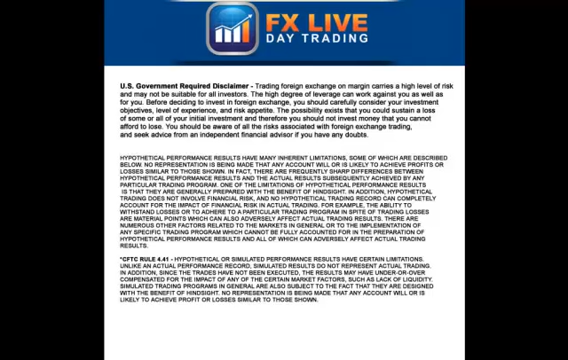 FX LIVE
DAY TRADING
U.S. Government Required Disclaimer - Trading foreign exchange on margin carries a high level of risk
and may not be suitable for all investors. The high degree of leverage can work against you as well as
for you. Before deciding to invest in foreign exchange, you should carefully consider your investment
objectives, level of experience, and risk appetite. The possibility exists that you could sustain a loss
of some or all of your initial investment and therefore you should not invest money that you cannot
afford to lose. You should be aware of all the risks associated with foreign exchange trading,
and seek advice from an independent financial advisor if you have any doubts.
HYPOTHETICAL PERFORMANCE RESULTS HAVE MANY INHERENT LIMITATIONS, SOME OF WHICH ARE DESCRIBED
BELOW. NO REPRESENTATION IS BEING MADE THAT ANY ACCOUNT WILL OR IS LIKELY TO ACHIEVE PROFITS OR
LOSSES SIMILAR TO THOSE SHOWN. IN FACT, THERE ARE FREQUENTLY SHARP DIFFERENCES BETWEEN
HYPOTHETICAL PERFORMANCE RESULTS AND THE ACTUAL RESULTS SUBSEQUENTLY ACHIEVED BY ANY
PARTICULAR TRADING PROGRAM. ONE OF THE LIMITATIONS OF HYPOTHETICAL PERFORMANCE RESULTS
IS THAT THEY ARE GENERALLY PREPARED WITH THE BENEFIT OF HINDSIGHT. IN ADDITION, HYPOTHETICAL
TRADING DOES NOT INVOLVE FINANCIAL RISK, AND NO HYPOTHETICAL TRADING RECORD CAN COMPLETELY
ACCOUNT FOR THE IMPACT OF FINANCIAL RISK IN ACTUAL TRADING. FOR EXAMPLE, THE ABILITY TO
WITHSTAND LOSSES OR TO ADHERE TO A PARTICULAR TRADING PROGRAM IN SPITE OF TRADING LOSSES
ARE MATERIAL POINTS WHICH CAN ALSO ADVERSELY AFFECT ACTUAL TRADING RESULTS. THERE ARE
NUMEROUS OTHER FACTORS RELATED TO THE MARKETS IN GENERAL OR TO THE IMPLEMENTATION
OF ANY SPECIFIC TRADING PROGRAM WHICH CANNOT BE FULLY ACCOUNTED FOR IN THE PREPARATION
OF HYPOTHETICAL PERFORMANCE RESULTS AND ALL OF WHICH CAN ADVERSELY AFFECT ACTUAL TRADING
RESULTS.
*CFTC RULE 4.41 - HYPOTHETICAL OR SIMULATED PERFORMANCE RESULTS HAVE CERTAIN LIMITATIONS.
UNLIKE AN ACTUAL PERFORMANCE RECORD, SIMULATED RESULTS DO NOT REPRESENT ACTUAL TRADING.
IN ADDITION, SINCE THE TRADES HAVE NOT BEEN EXECUTED, THE RESULTS MAY HAVE UNDER-OR-OVER
COMPENSATED FOR THE IMPACT OF ANY OF THE CERTAIN MARKET FACTORS, SUCH AS LACK OF LIQUIDITY
SIMULATED TRADING PROGRAMS IN GENERAL ARE ALSO SUBJECT TO THE FACT THAT THEY ARE DESIGNED
WITH THE BENEFIT OF HINDSIGHT. NO REPRESENTATION IS BEING MADE THAT ANY ACCOUNT WILL OR IS
LIKELY TO ACHIEVE PROFIT OR LOSSES SIMILAR TO THOSE SHOWN.